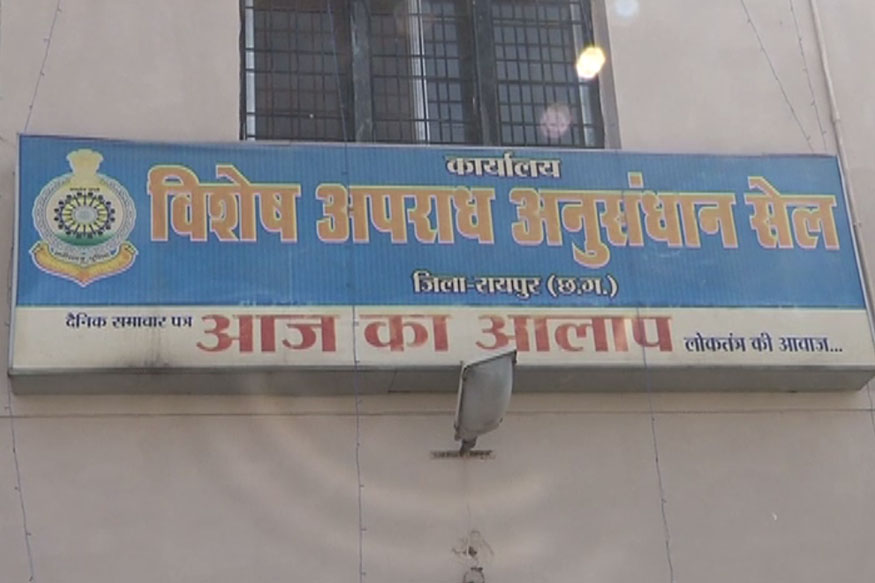 कार्यालय
विशेष अपराध अनुसंधान सेल
जिला-रायपुर (छ.ग.)
दैनिक समाचार पत्र आज का आलाप लोकतंत्र की आवाज...